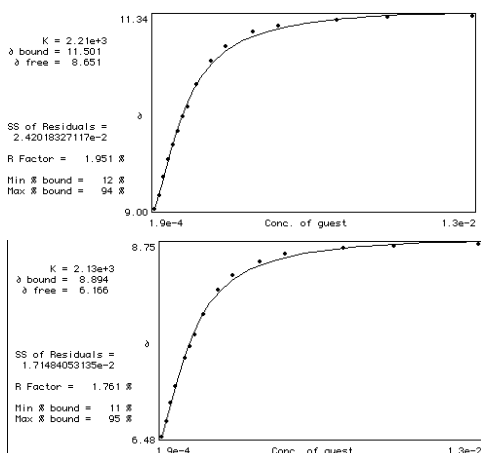 11.34
K = 2.21e+3
∂ bound = 11.501
∂ free = 8.651
∂
SS of Residuals =
2.42018327117e-2
R Factor = 1.951 %
Min % bound = 12 %
Max % bound = 94 %
9.00
1.9e-4 Conc. of guest 1.3e-2
8.75
K = 2.13e+3
∂ bound = 8.894
∂ free = 6.166
∂
SS of Residuals =
1.71484053135e-2
R Factor = 1.761 %
Min % bound = 11 %
Max % bound = 95 %
6.48
1.9e-4 Conc. of guest 1.3e-2